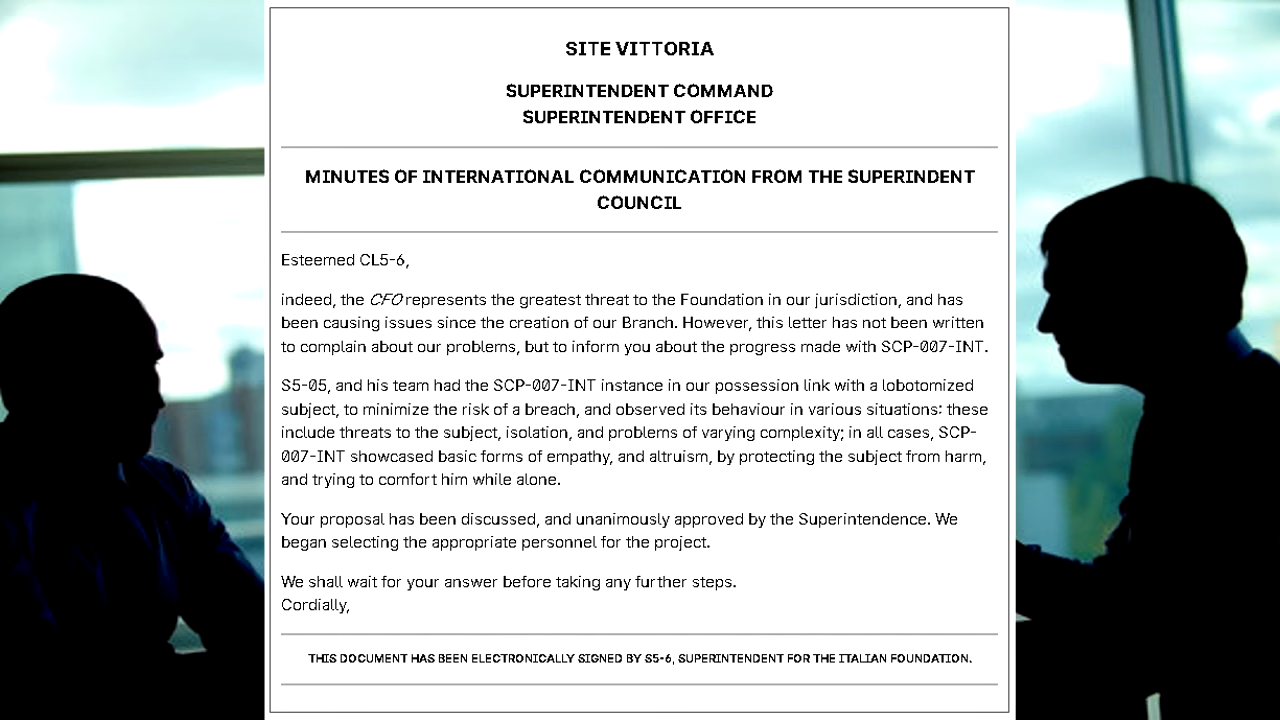 SITE VITTORIA
SUPERINTENDENT COMMAND
SUPERINTENDENT OFFICE
MINUTES OF INTERNATIONAL COMMUNICATION FROM THE SUPERINDENT
COUNCIL
Esteemed CL5-6,
indeed, the CFO represents the greatest threat to the Foundation in our jurisdiction, and has
been causing issues since the creation of our Branch. However, this letter has not been written
to complain about our problems, but to inform you about the progress made with SCP-007-INT.
S5-05, and his team had the SCP-007-INT instance in our possession link with a lobotomized
subject, to minimize the risk of a breach, and observed its behaviour in various situations: these
include threats to the subject, isolation, and problems of varying complexity; in all cases, SCP-
007-INT showcased basic forms of empathy, and altruism, by protecting the subject from harm,
and trying to comfort him while alone.
Your proposal has been discussed, and unanimously approved by the Superintendence. We
began selecting the appropriate personnel for the project.
We shall wait for your answer before taking any further steps.
Cordially,
THIS DOCUMENT HAS BEEN ELECTRONICALLY SIGNED BY S5-6, SUPERINTENDENT FOR THE ITALIAN FOUNDATION.